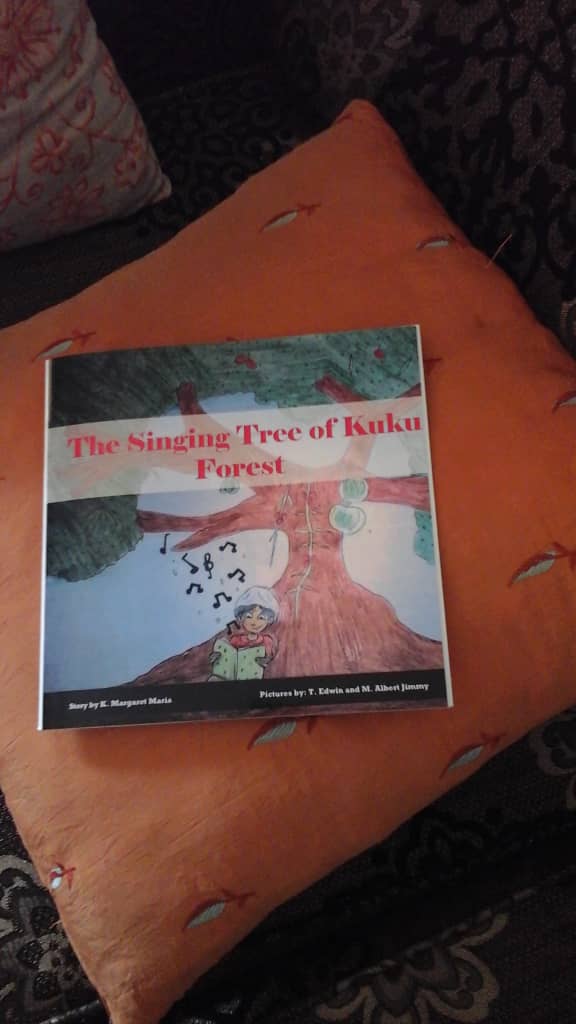 The Singing Tree of Kuku
Forest
Story by K. Margaret Maria
Pictures by: T. Edwin and M. Albert Jimmy